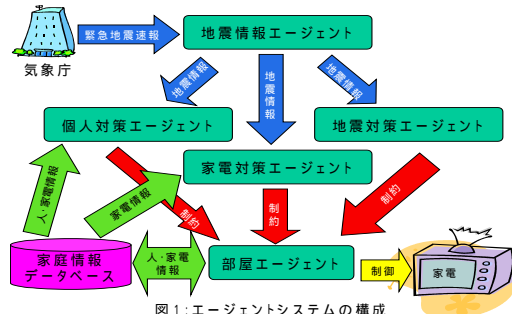 緊急地震速報
地震情報エージェント
気象庁
地震情報
地震情報
地震情報
個人対策エージェント
地震対策エージェント
家電対策エージェント
人・家電情報
家電情報
制約
制約
制約
家庭情報
データベース
人・家電
情報
部屋エージェント
制御
家電
図1:エージェントシステムの構成